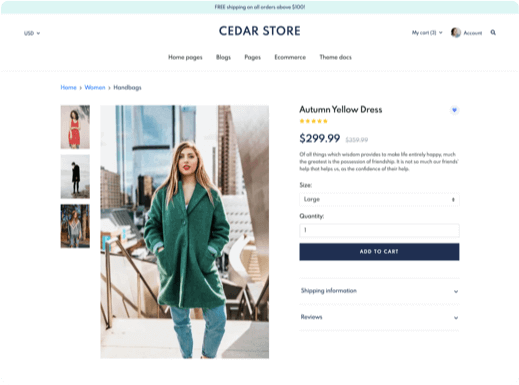 FREE shipping on all orders above $100!
USD
CEDAR STORE
My cart (3)
Account
Home pages Blogs Pages Ecommerce Theme docs
Home › Women › Handbags
Autumn Yellow Dress
$299.99 $359.99
Of all things which wisdom provides to make life entirely happy, much
the greatest is the possession of friendship. It is not so much our friends'
help that helps us, as the confidence of their help.
Size:
Large
Quantity:
1
ADD TO CART
Shipping information
Reviews